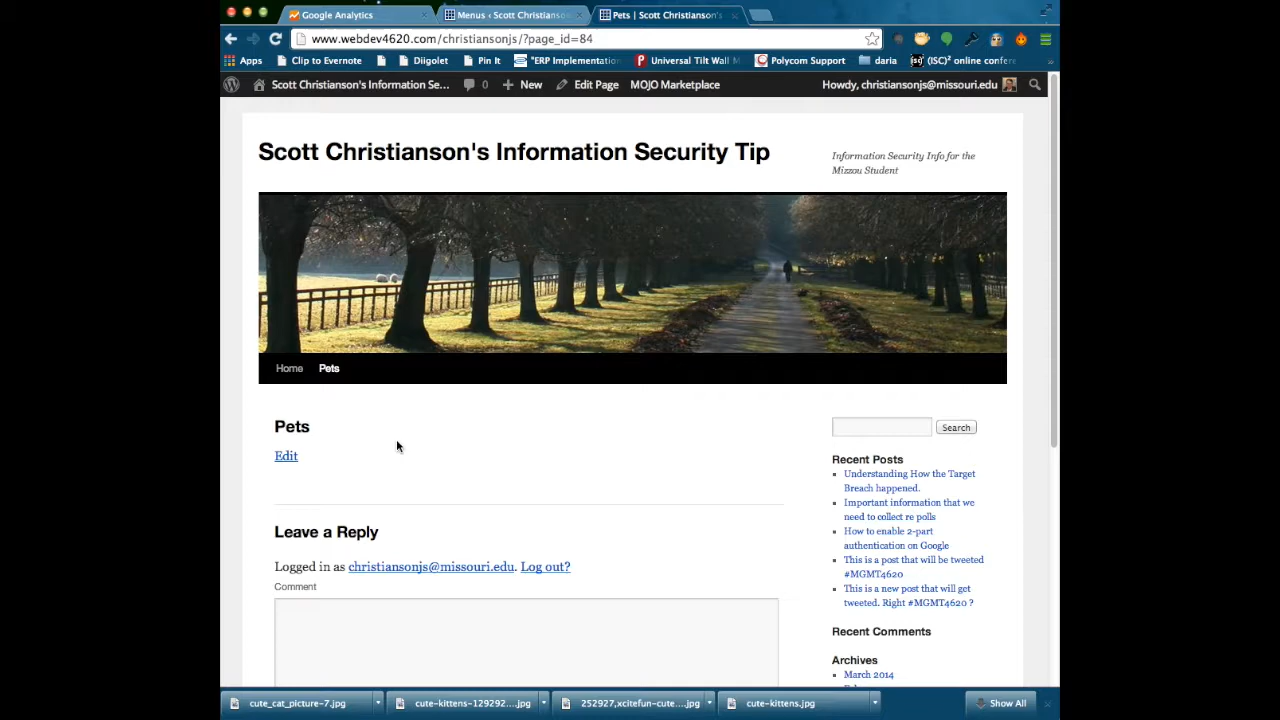 Google Analytics
Menus ‹ Scott Christianson
Pets | Scott Christianson's
www.webdev4620.com/christiansonjs/?page_id=84
Apps Clip to Evernote Diigolet Pin It "ERP Implementation Universal Tilt Wall M Polycom Support daria (ISC)² online confere »
Scott Christianson's Information Se... 0 New Edit Page MOJO Marketplace Howdy, christiansonjs@missouri.edu
Scott Christianson's Information Security Tip
Information Security Info for the
Mizzou Student
Home Pets
Pets
Edit
Leave a Reply
Logged in as christiansonjs@missouri.edu. Log out?
Comment
Search
Recent Posts
Understanding How the Target
Breach happened.
Important information that we
need to collect re polls
How to enable 2-part
authentication on Google
This is a post that will be tweeted
#MGMT4620
This is a new post that will get
tweeted. Right #MGMT4620 ?
Recent Comments
Archives
March 2014
cute_cat_picture-7.jpg cute-kittens-129292....jpg 252927,xcitefun-cute....jpg cute-kittens.jpg Show All